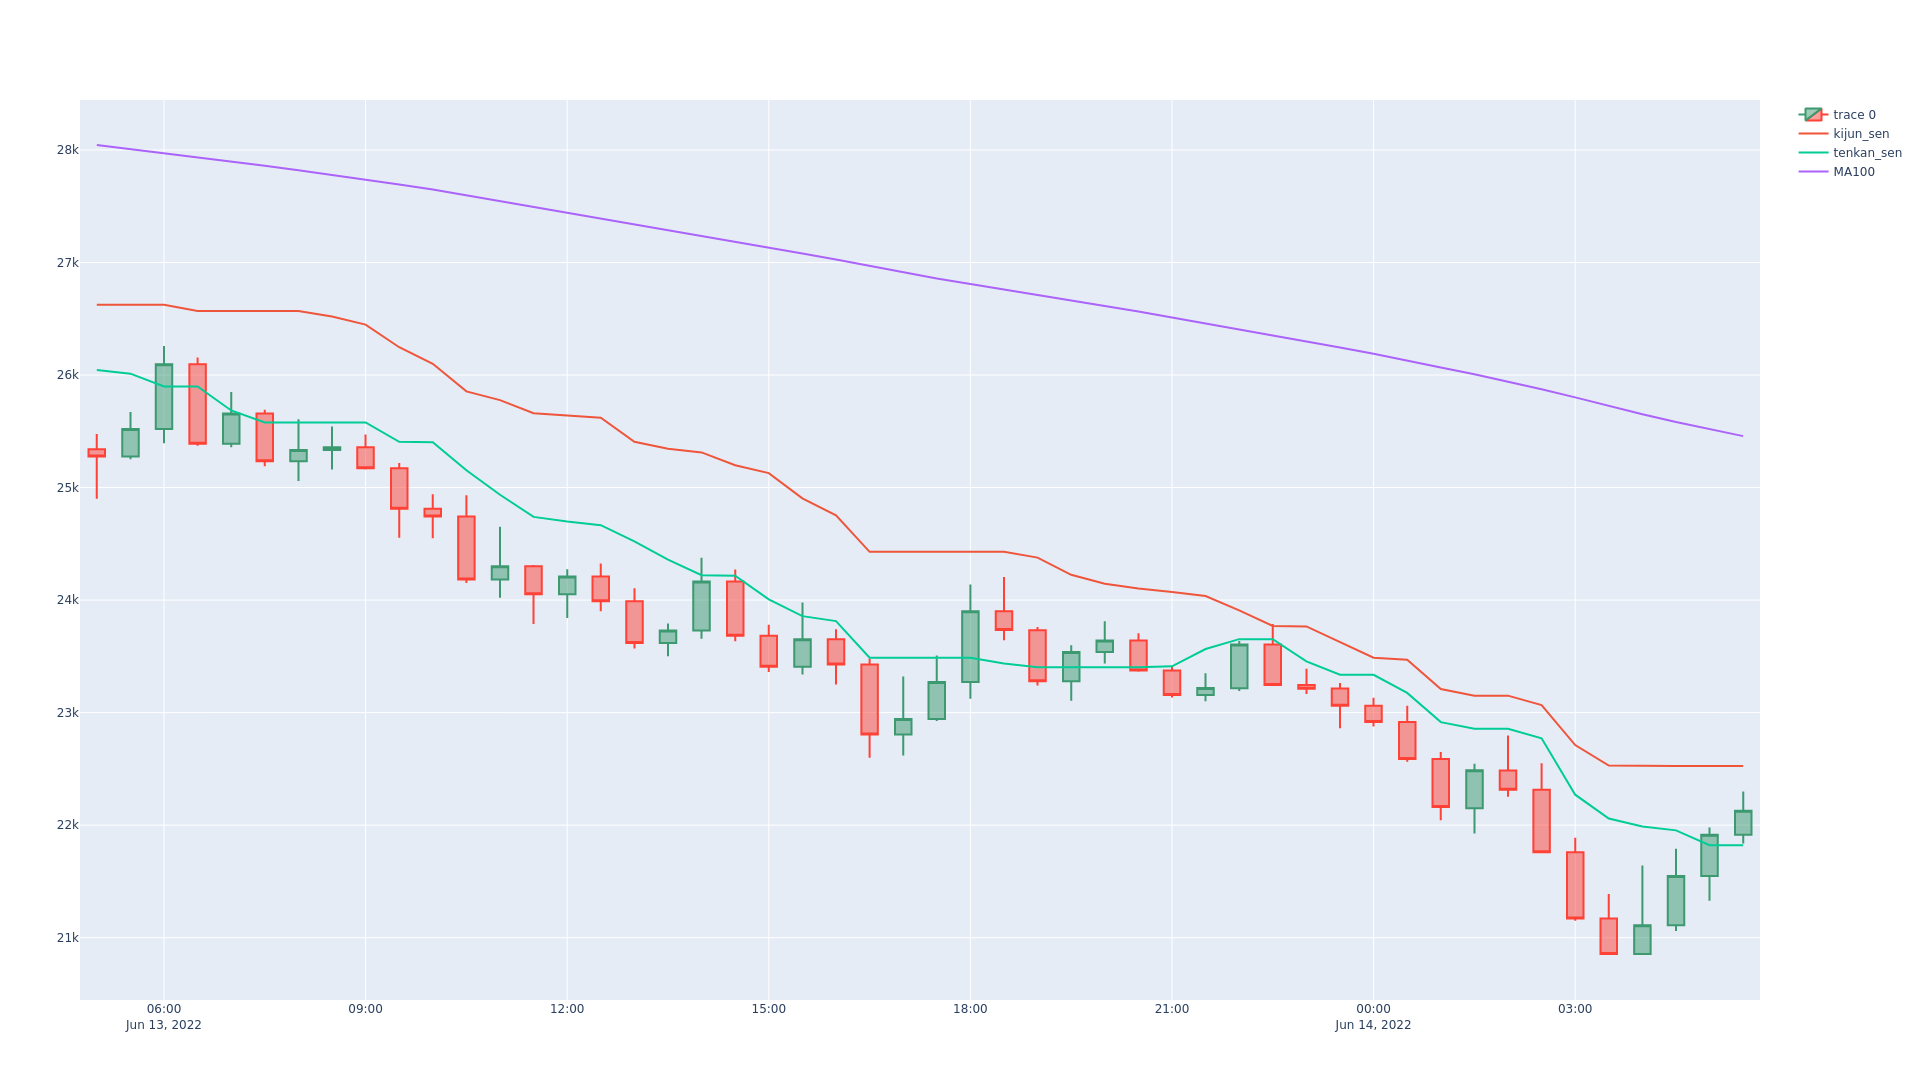 28k
27k
26k
25k
24k
23k
22k
21k
06:00
Jun 13, 2022
09:00
12:00
15:00
18:00
21:00
00:00
Jun 14, 2022
03:00
trace 0
kijun_sen
tenkan_sen
MA100